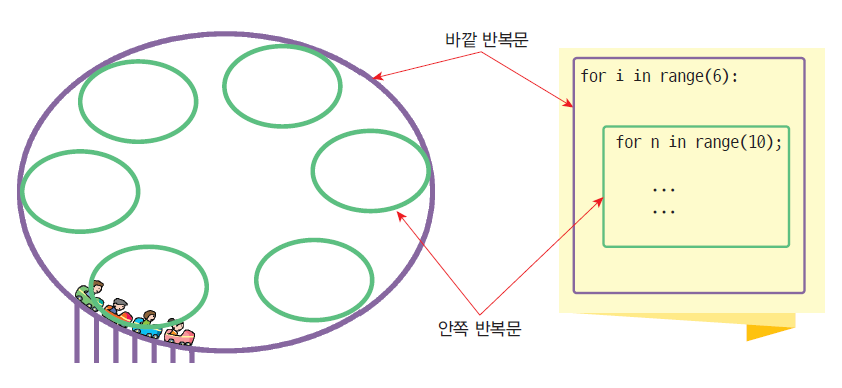 바깥 반복문
for i in range(6):
for n in range(10);
...
...
안쪽 반복문